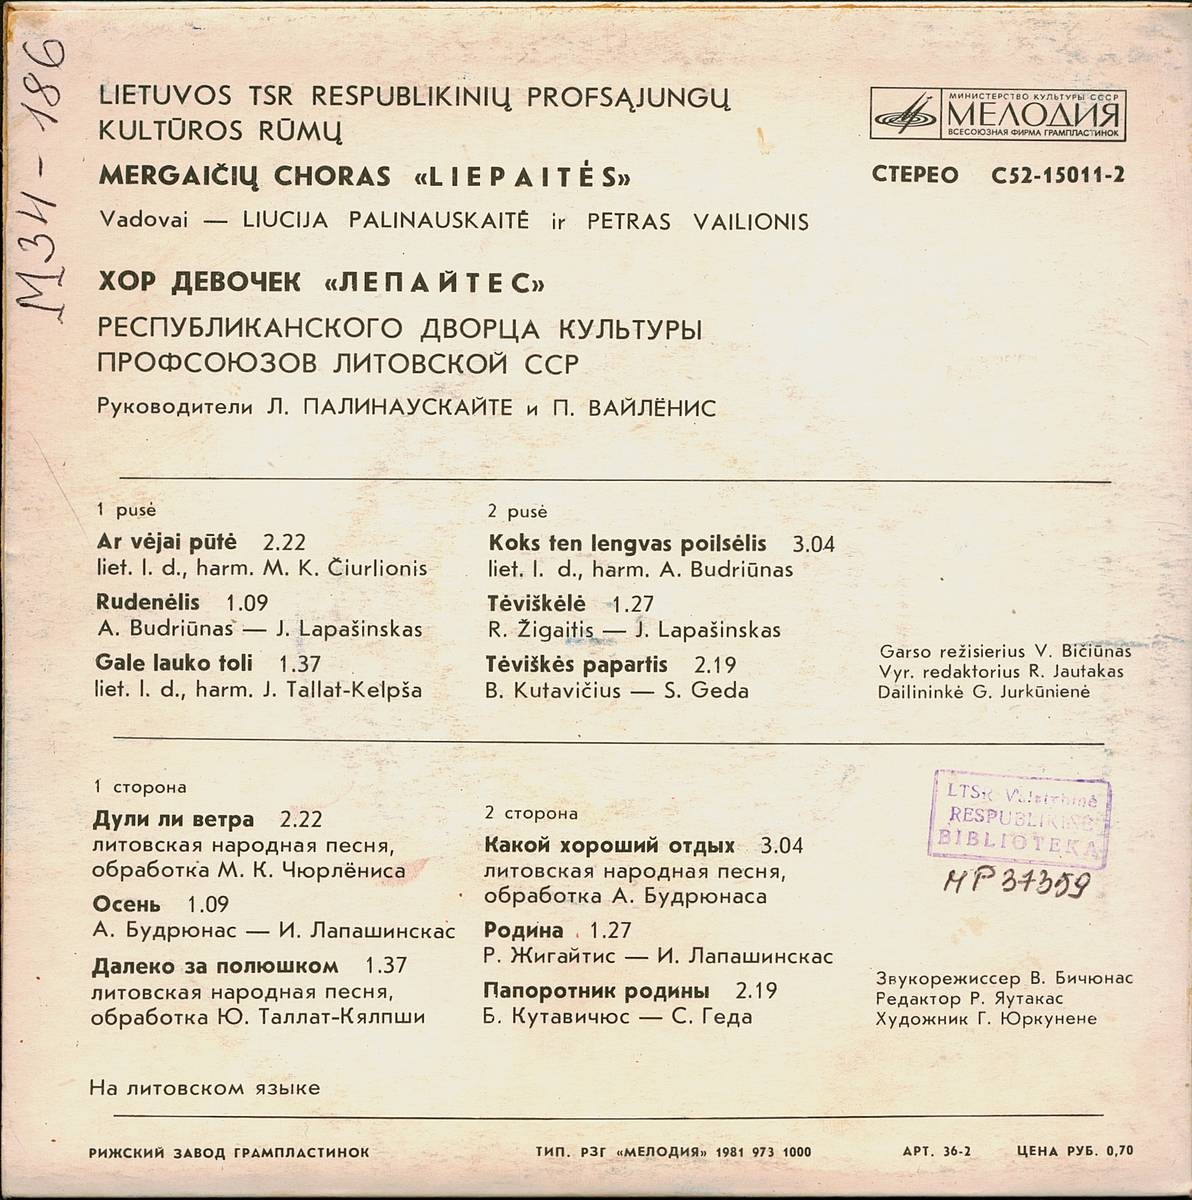 М34-186
LIETUVOS TSR RESPUBLIKINIŲ PROFSĄJUNGŲ
KULTŪROS RŪMŲ
MERGAIČIŲ CHORAS «LIEPAITĖS»
Vadovai — LIUCIJA PALINAUSKAITĖ ir PETRAS VAILIONIS
МИНИСТЕРСТВО КУЛЬТУРЫ СССР
МЕЛОДИЯ
ВСЕСОЮЗНАЯ ФИРМА ГРАМПЛАСТИНОК
СТЕРЕО С52-15011-2
ХОР ДЕВОЧЕК «ЛЕПАЙТЕС»
РЕСПУБЛИКАНСКОГО ДВОРЦА КУЛЬТУРЫ
ПРОФСОЮЗОВ ЛИТОВСКОЙ ССР
Руководители Л. ПАЛИНАУСКАЙТЕ и П. ВАЙЛЁНИС
1 pusė
Ar vėjai pūtė 2.22
liet. l. d., harm. M. K. Čiurlionis
Rudenėlis 1.09
A. Budriūnas — J. Lapašinskas
Gale lauko toli 1.37
liet. l. d., harm. J. Tallat-Kelpša
2 pusė
Koks ten lengvas poilsėlis 3.04
liet. l. d., harm. A. Budriūnas
Tėviškėlė 1.27
R. Žigaitis — J. Lapašinskas
Tėviškės papartis 2.19
B. Kutavičius — S. Geda
Garso režisierius V. Bičiūnas
Vyr. redaktorius R. Jautakas
Dailininkė G. Jurkūnienė
1 сторона
Дули ли ветра 2.22
литовская народная песня,
обработка М. К. Чюрлёниса
Осень 1.09
А. Будрюнас — И. Лапашинскас
Далеко за полюшком 1.37
литовская народная песня,
обработка Ю. Таллат-Кялпши
2 сторона
Какой хороший отдых 3.04
литовская народная песня,
обработка А. Будрюнаса
Родина 1.27
Р. Жигайтис — И. Лапашинскас
Папоротник родины 2.19
Б. Кутавичюс — С. Геда
LTSR Valstybinė
RESPUBLIKINĖ
BIBLIOTEKA
МР37359
Звукорежиссер В. Бичюнас
Редактор Р. Яутакас
Художник Г. Юркунене
На литовском языке
РИЖСКИЙ ЗАВОД ГРАМПЛАСТИНОК ТИП. РЗГ «МЕЛОДИЯ» 1981 973 1000 АРТ. 36-2 ЦЕНА РУБ. 0,70